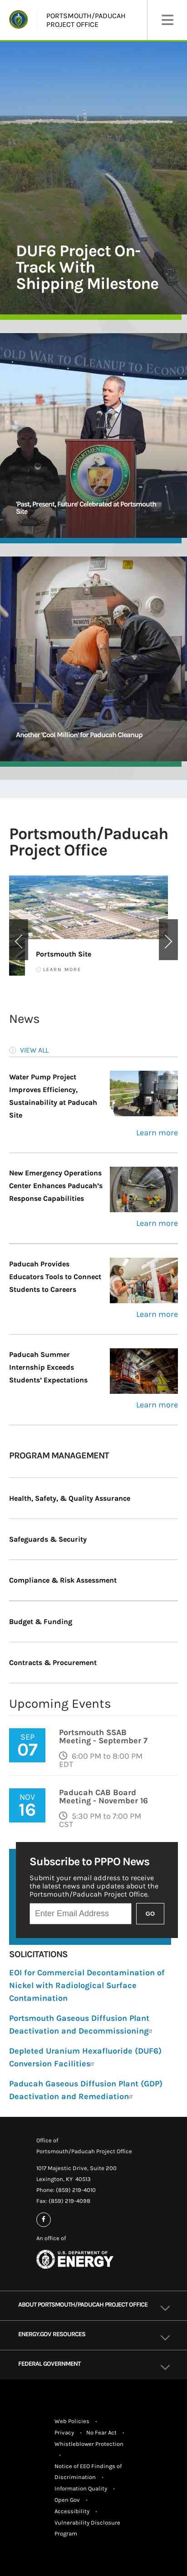 PORTSMOUTH/PADUCAH
PROJECT OFFICE
DUF6 Project On-
Track With
Shipping Milestone
OLD WAR TO CLEANUP TO FUTURE
'Past, Present, Future' Celebrated at Portsmouth
Site
Another 'Cool Million' for Paducah Cleanup
Portsmouth/Paducah
Project Office
Portsmouth Site
LEARN MORE
News
VIEW ALL
Water Pump Project
Improves Efficiency,
Sustainability at Paducah
Site
Learn more
New Emergency Operations
Center Enhances Paducah's
Response Capabilities
Learn more
Paducah Provides
Educators Tools to Connect
Students to Careers
Learn more
Paducah Summer
Internship Exceeds
Students' Expectations
Learn more
PROGRAM MANAGEMENT
Health, Safety, & Quality Assurance
Safeguards & Security
Compliance & Risk Assessment
Budget & Funding
Contracts & Procurement
Upcoming Events
SEP
07
Portsmouth SSAB
Meeting - September 7
6:00 PM to 8:00 PM
EDT
NOV
16
Paducah CAB Board
Meeting - November 16
5:30 PM to 7:00 PM
CST
Subscribe to PPPO News
Submit your email address to receive
the latest news and updates about the
Portsmouth/Paducah Project Office.
Enter Email Address
GO
SOLICITATIONS
EOI for Commercial Decontamination of
Nickel with Radiological Surface
Contamination
Portsmouth Gaseous Diffusion Plant
Deactivation and Decommissioning
Depleted Uranium Hexafluoride (DUF6)
Conversion Facilities
Paducah Gaseous Diffusion Plant (GDP)
Deactivation and Remediation
Office of
Portsmouth/Paducah Project Office
1017 Majestic Drive, Suite 200
Lexington, KY 40513
Phone: (859) 219-4010
Fax: (859) 219-4098
An office of
U.S. DEPARTMENT OF
ENERGY
ABOUT PORTSMOUTH/PADUCAH PROJECT OFFICE
ENERGY.GOV RESOURCES
FEDERAL GOVERNMENT
Web Policies •
Privacy • No Fear Act •
Whistleblower Protection
•
Notice of EEO Findings of
Discrimination •
Information Quality •
Open Gov •
Accessibility •
Vulnerability Disclosure
Program